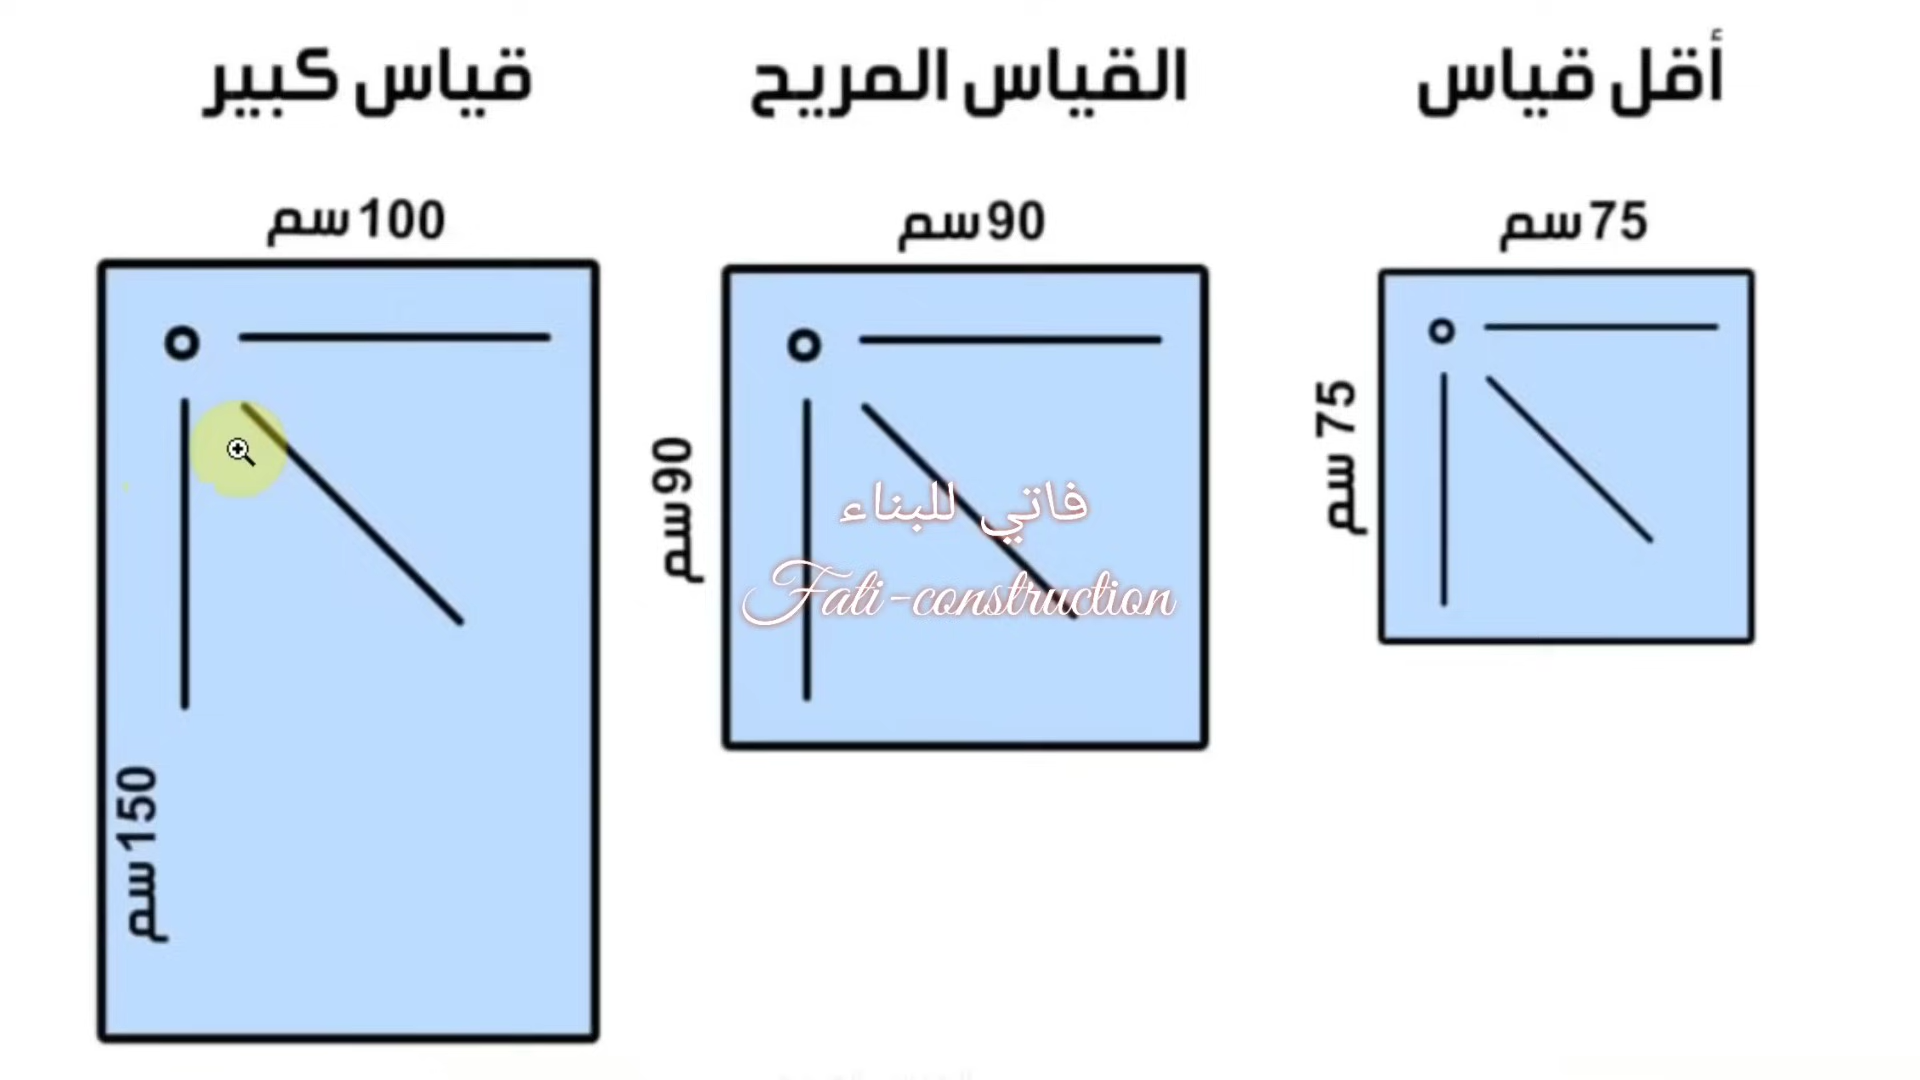 أقل قياس
القياس المريح
قياس كبير
75سم
90سم
100سم
75 سم
90سم
150سم
فاتي للبناء
Fati-construction